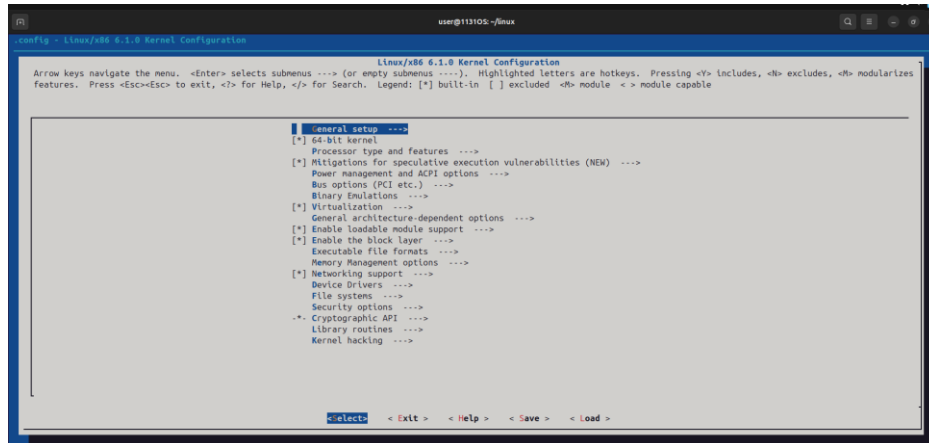 user@1131OS: ~/linux
.config - Linux/x86 6.1.0 Kernel Configuration
Linux/x86 6.1.0 Kernel Configuration
Arrow keys navigate the menu. <Enter> selects submenus ---> (or empty submenus ----). Highlighted letters are hotkeys. Pressing <Y> includes, <N> excludes, <M> modularizes
features. Press <Esc><Esc> to exit, <?> for Help, </> for Search. Legend: [*] built-in [ ] excluded <M> module < > module capable
General setup --->
[*] 64-bit kernel
Processor type and features --->
[*] Mitigations for speculative execution vulnerabilities (NEW) --->
Power management and ACPI options --->
Bus options (PCI etc.) --->
Binary Emulations --->
[*] Virtualization --->
General architecture-dependent options --->
[*] Enable loadable module support --->
[*] Enable the block layer --->
Executable file formats --->
Memory Management options --->
[*] Networking support --->
Device Drivers --->
File systems --->
Security options --->
-*- Cryptographic API --->
Library routines --->
Kernel hacking --->
<Select> < Exit > < Help > < Save > < Load >